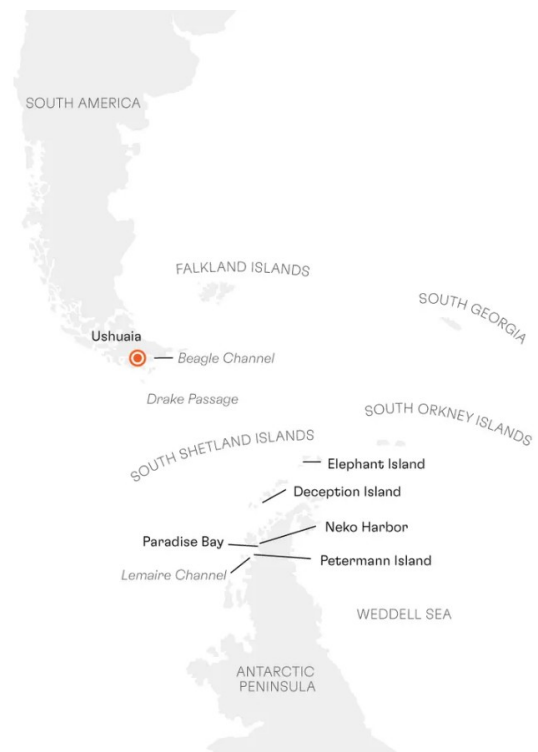 SOUTH AMERICA
FALKLAND ISLANDS
SOUTH GEORGIA
Ushuaia
Beagle Channel
Drake Passage
SOUTH ORKNEY ISLANDS
SOUTH SHETLAND ISLANDS
Elephant Island
Deception Island
Neko Harbor
Paradise Bay
Petermann Island
Lemaire Channel
WEDDELL SEA
ANTARCTIC
PENINSULA